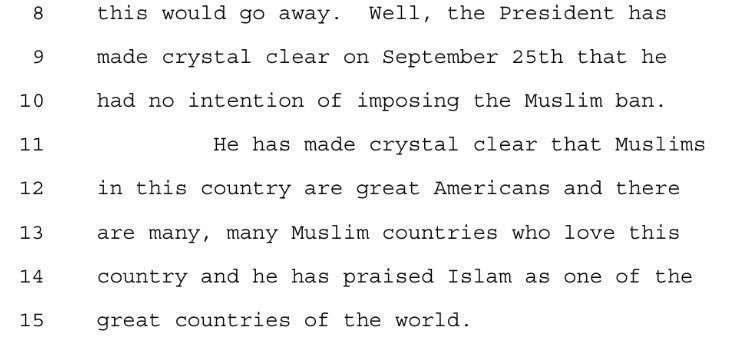 8 this would go away. Well, the President has
9 made crystal clear on September 25th that he
10 had no intention of imposing the Muslim ban.
11 He has made crystal clear that Muslims
12 in this country are great Americans and there
13 are many, many Muslim countries who love this
14 country and he has praised Islam as one of the
15 great countries of the world.